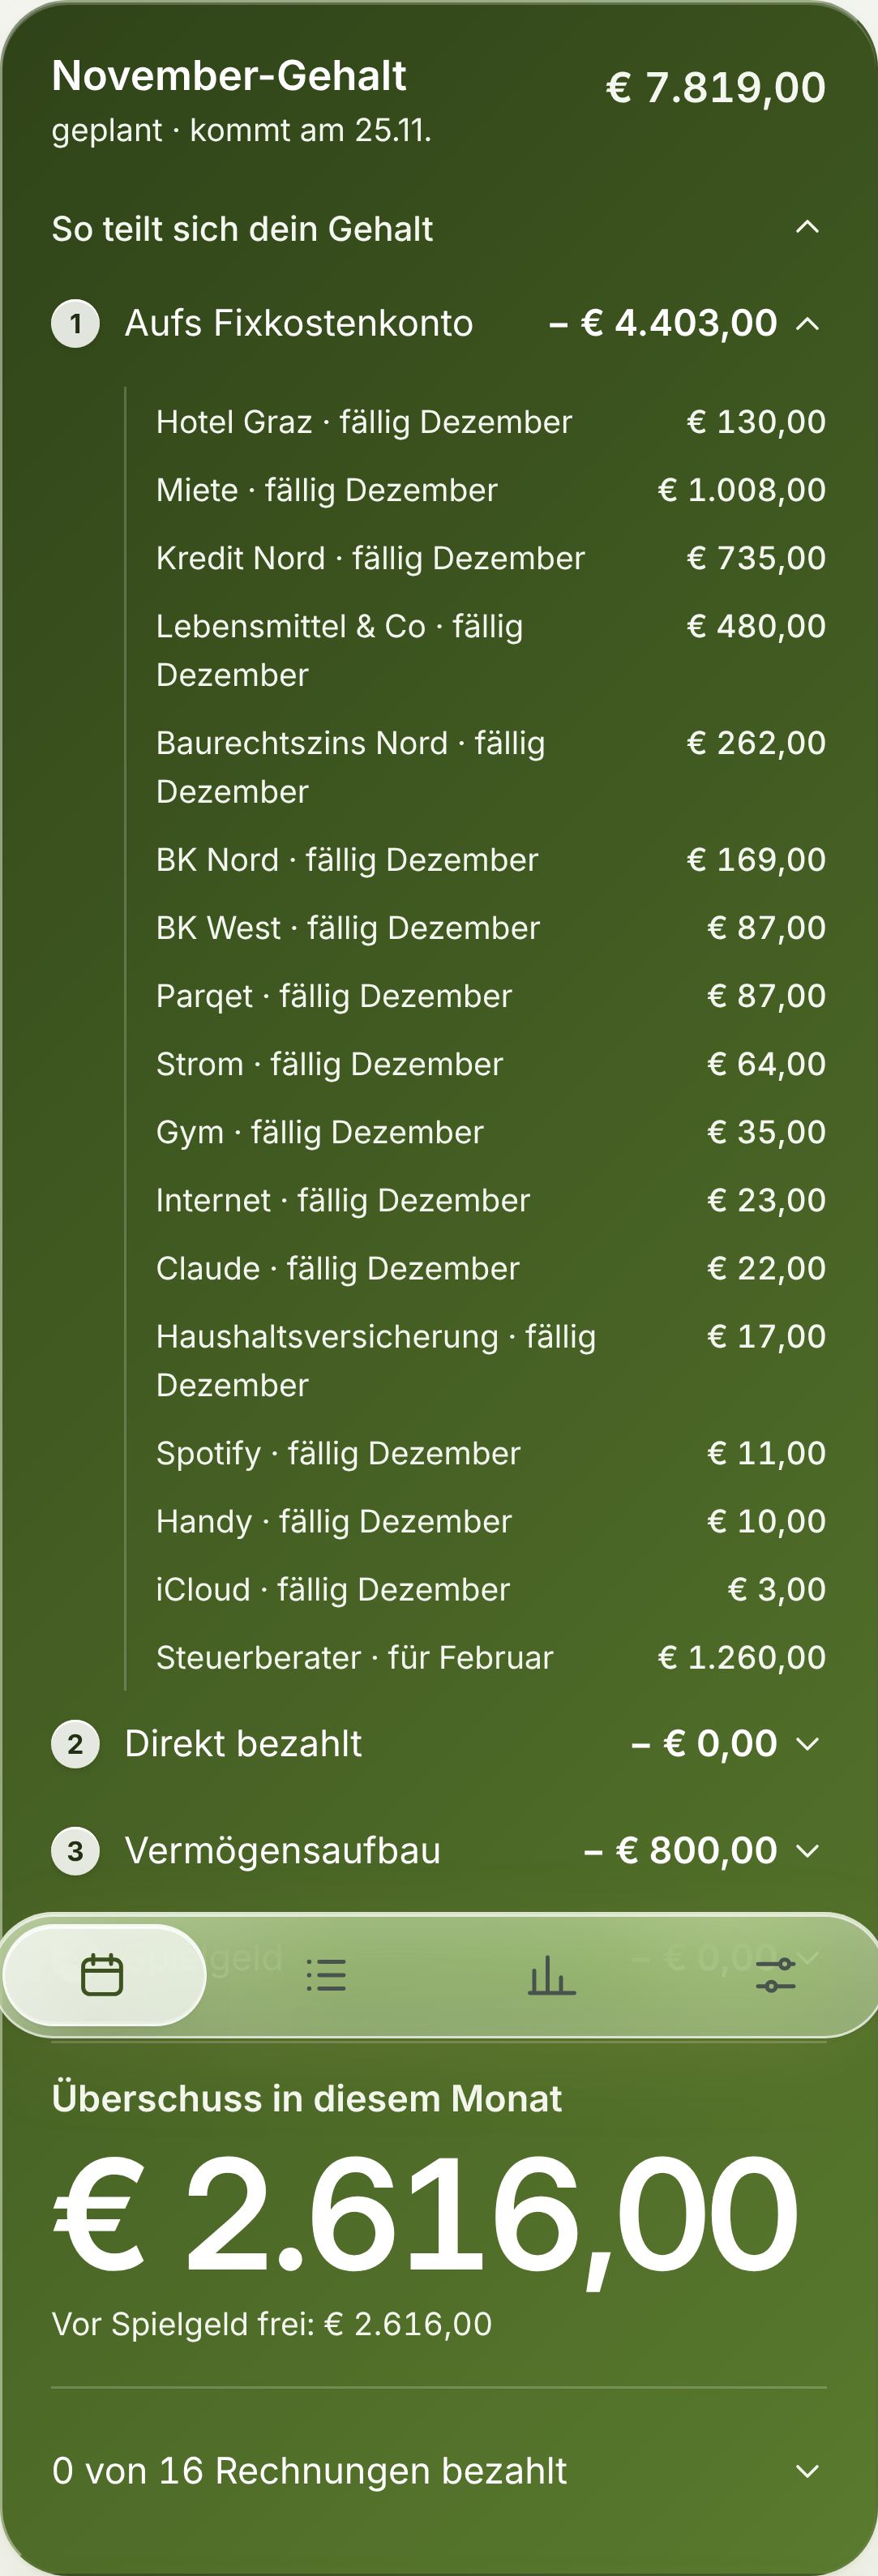 November-Gehalt
€ 7.819,00
geplant · kommt am 25.11.
So teilt sich dein Gehalt
1 Aufs Fixkostenkonto – € 4.403,00
Hotel Graz · fällig Dezember € 130,00
Miete · fällig Dezember € 1.008,00
Kredit Nord · fällig Dezember € 735,00
Lebensmittel & Co · fällig € 480,00
Dezember
Baurechtszins Nord · fällig € 262,00
Dezember
BK Nord · fällig Dezember € 169,00
BK West · fällig Dezember € 87,00
Parqet · fällig Dezember € 87,00
Strom · fällig Dezember € 64,00
Gym · fällig Dezember € 35,00
Internet · fällig Dezember € 23,00
Claude · fällig Dezember € 22,00
Haushaltsversicherung · fällig € 17,00
Dezember
Spotify · fällig Dezember € 11,00
Handy · fällig Dezember € 10,00
iCloud · fällig Dezember € 3,00
Steuerberater · für Februar € 1.260,00
2 Direkt bezahlt – € 0,00
3 Vermögensaufbau – € 800,00
– € 0,00
Überschuss in diesem Monat
€ 2.616,00
Vor Spielgeld frei: € 2.616,00
0 von 16 Rechnungen bezahlt